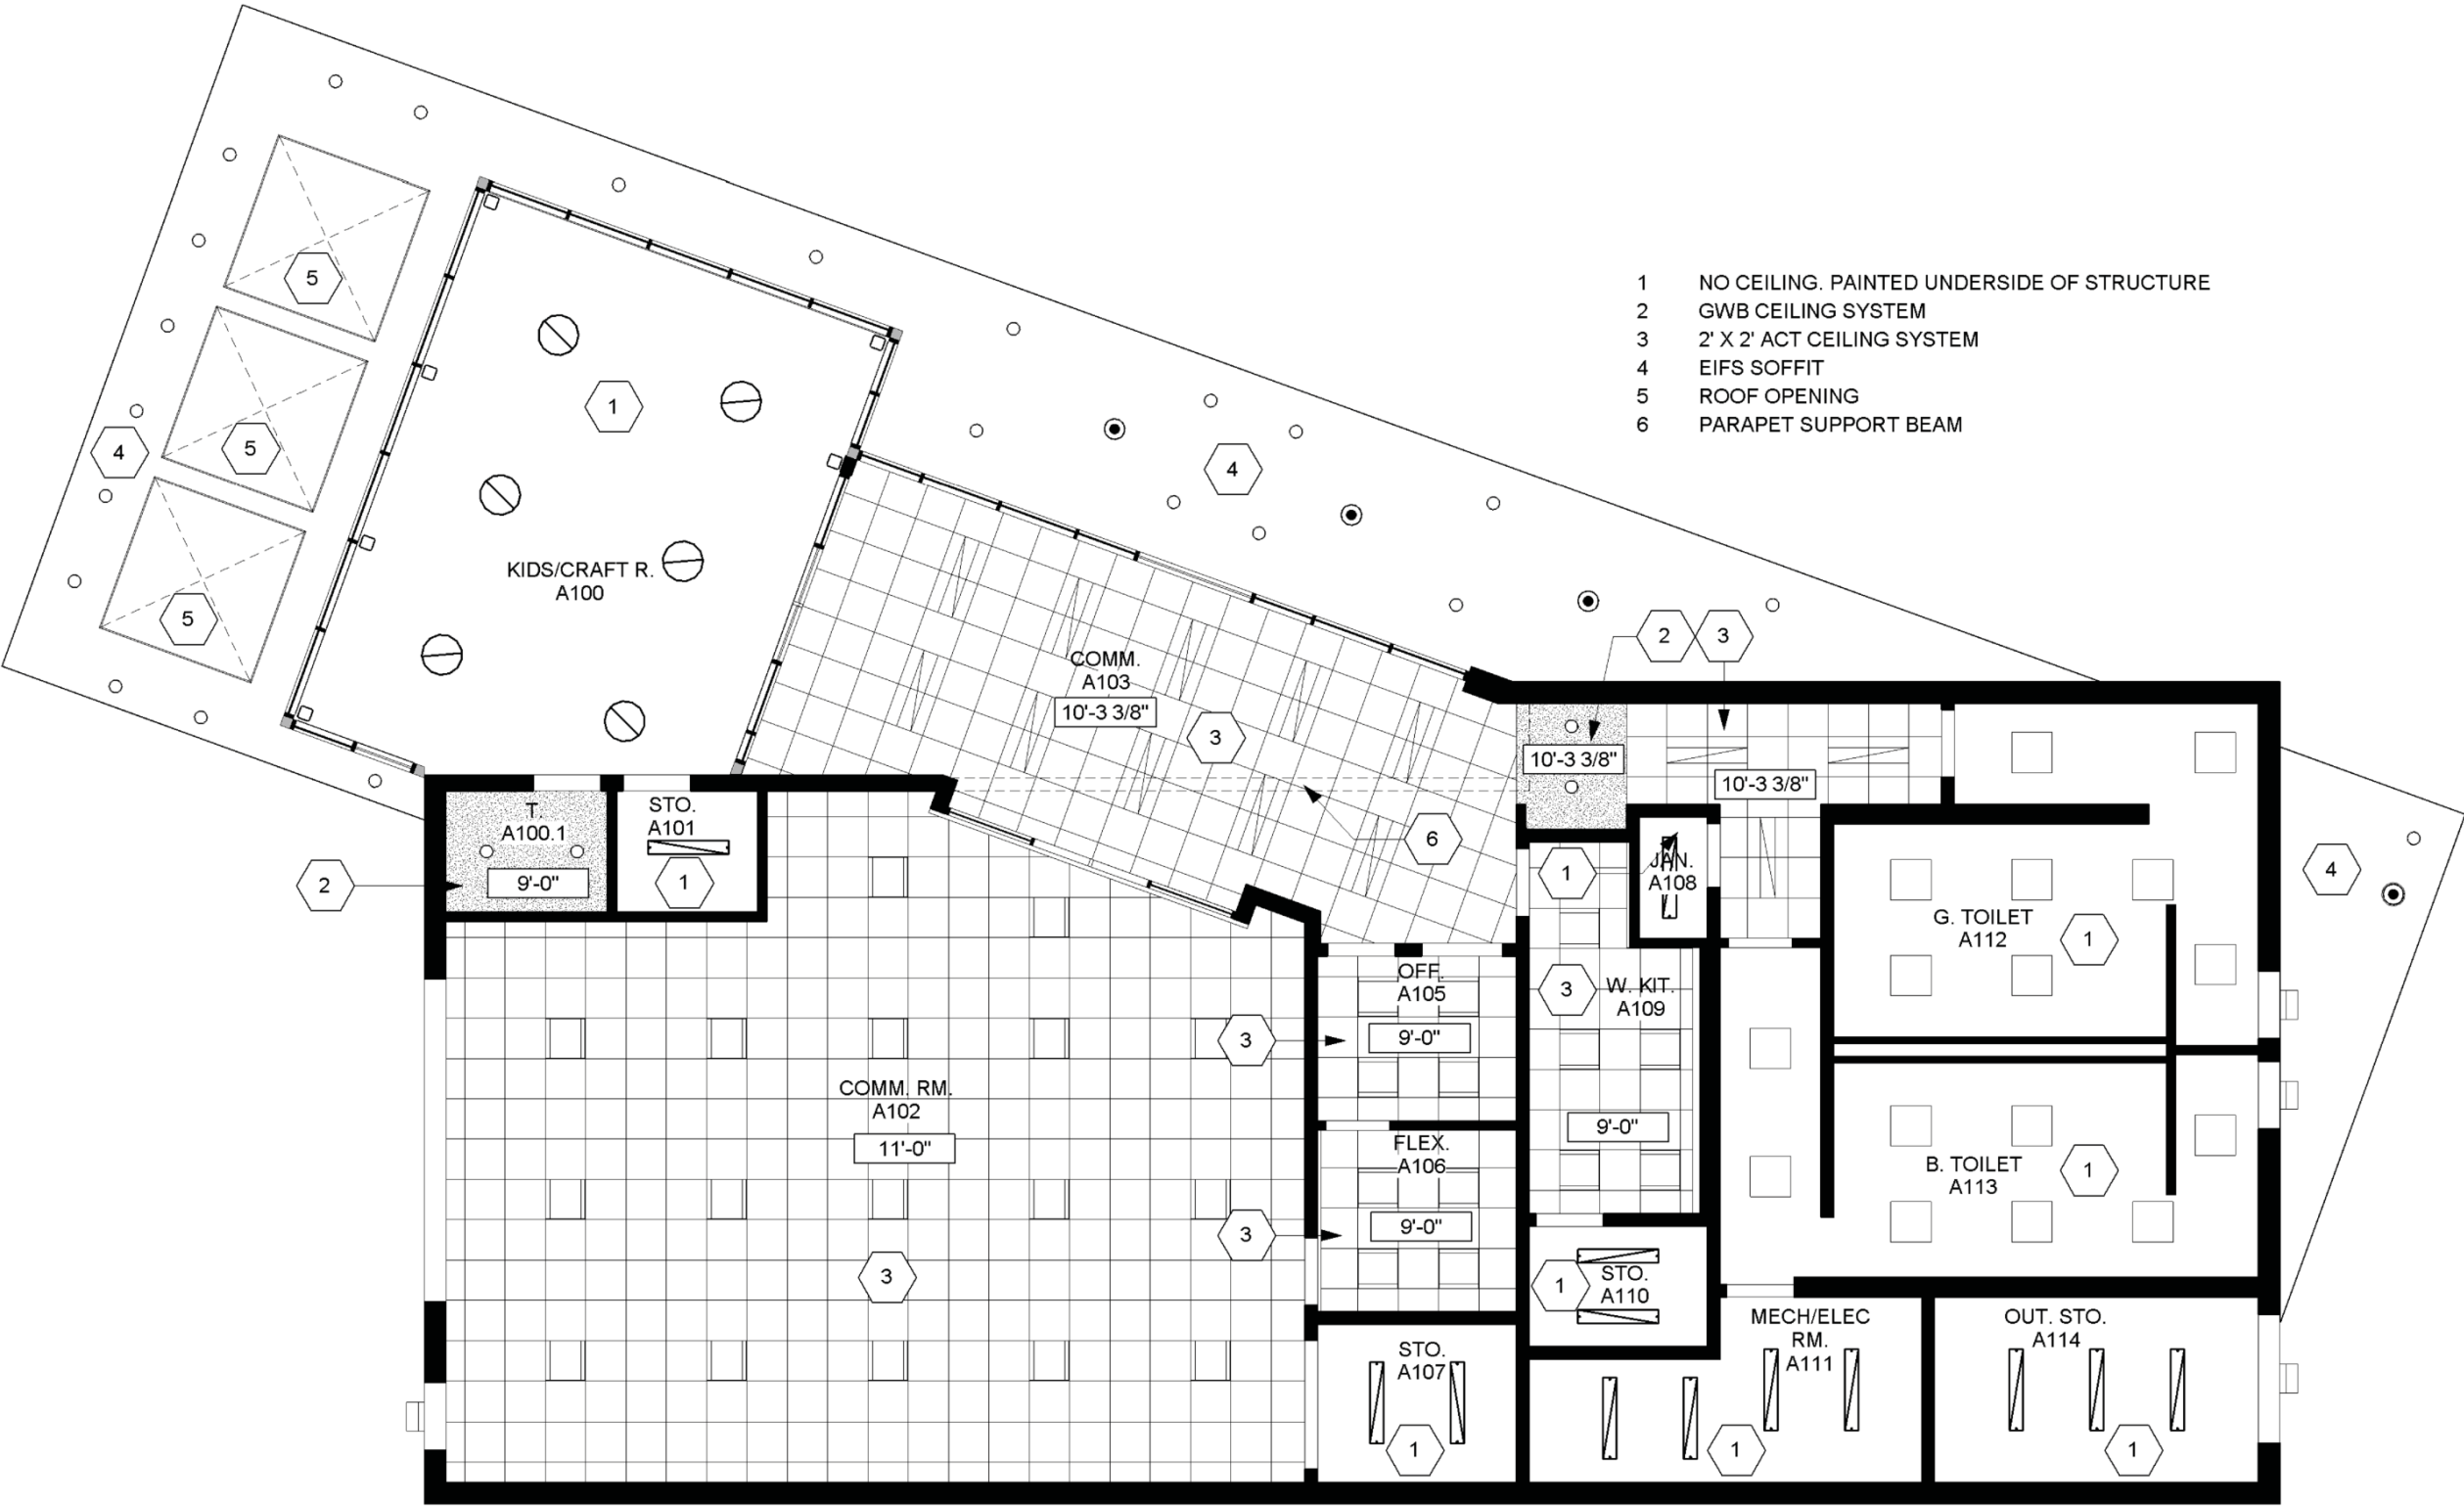 1 NO CEILING. PAINTED UNDERSIDE OF STRUCTURE
2 GWB CEILING SYSTEM
3 2' X 2' ACT CEILING SYSTEM
4 EIFS SOFFIT
5 ROOF OPENING
6 PARAPET SUPPORT BEAM
5
1
5
4
4
KIDS/CRAFT R.
A100
5
2 3
COMM.
A103
10'-3 3/8"
3
10'-3 3/8"
10'-3 3/8"
T
A100.1
9'-0"
2
STO.
A101
1
6
1
JAN.
A108
4
G. TOILET
A112
1
OFF.
A105
9'-0"
3
3
W. KIT.
A109
9'-0"
COMM. RM.
A102
11'-0"
3
FLEX.
A106
9'-0"
3
B. TOILET
A113
1
1
STO.
A110
MECH/ELEC
RM.
A111
1
OUT. STO.
A114
1
STO.
A107
1